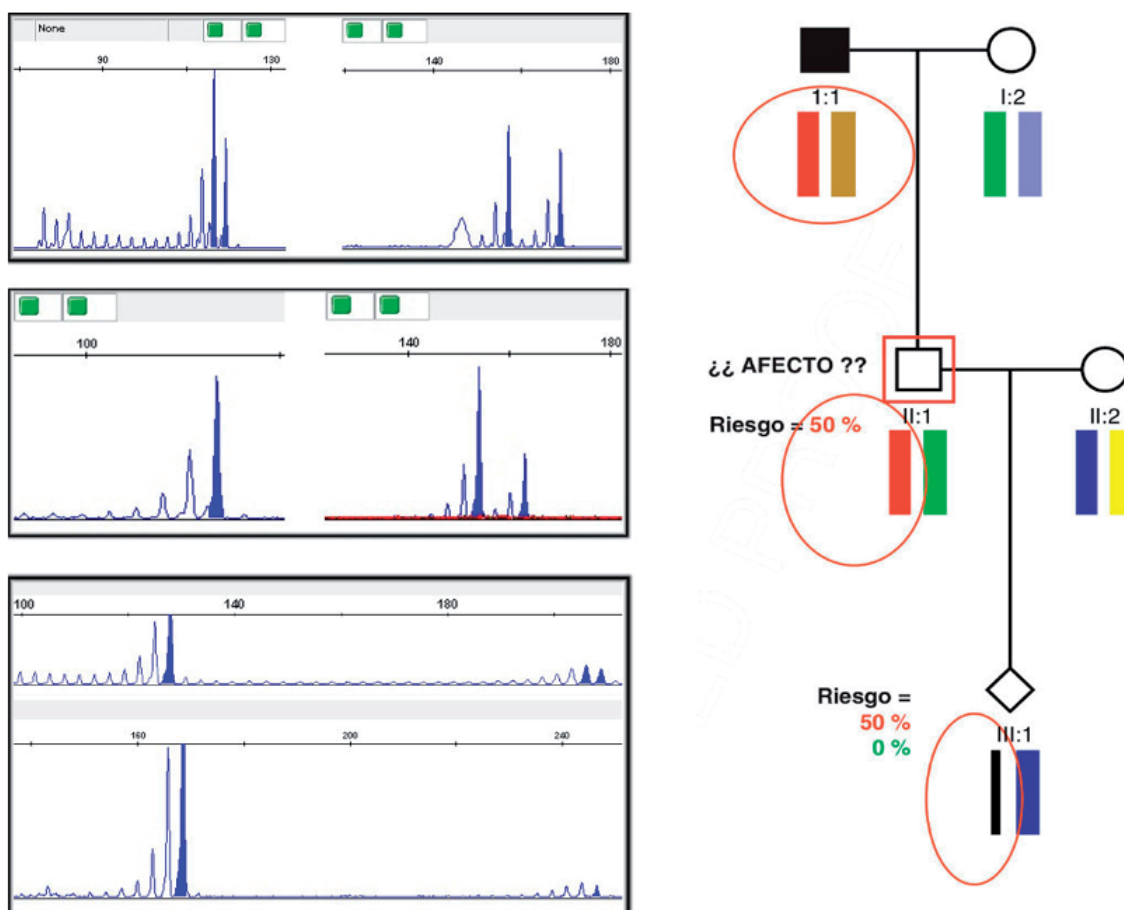 None
90 130
140 180
100
140 180
100 140 180
160 200 240
1:1 I:2
¿¿ AFECTO ??
Riesgo = 50 %
II:1 II:2
Riesgo =
50 %
0 %
III:1